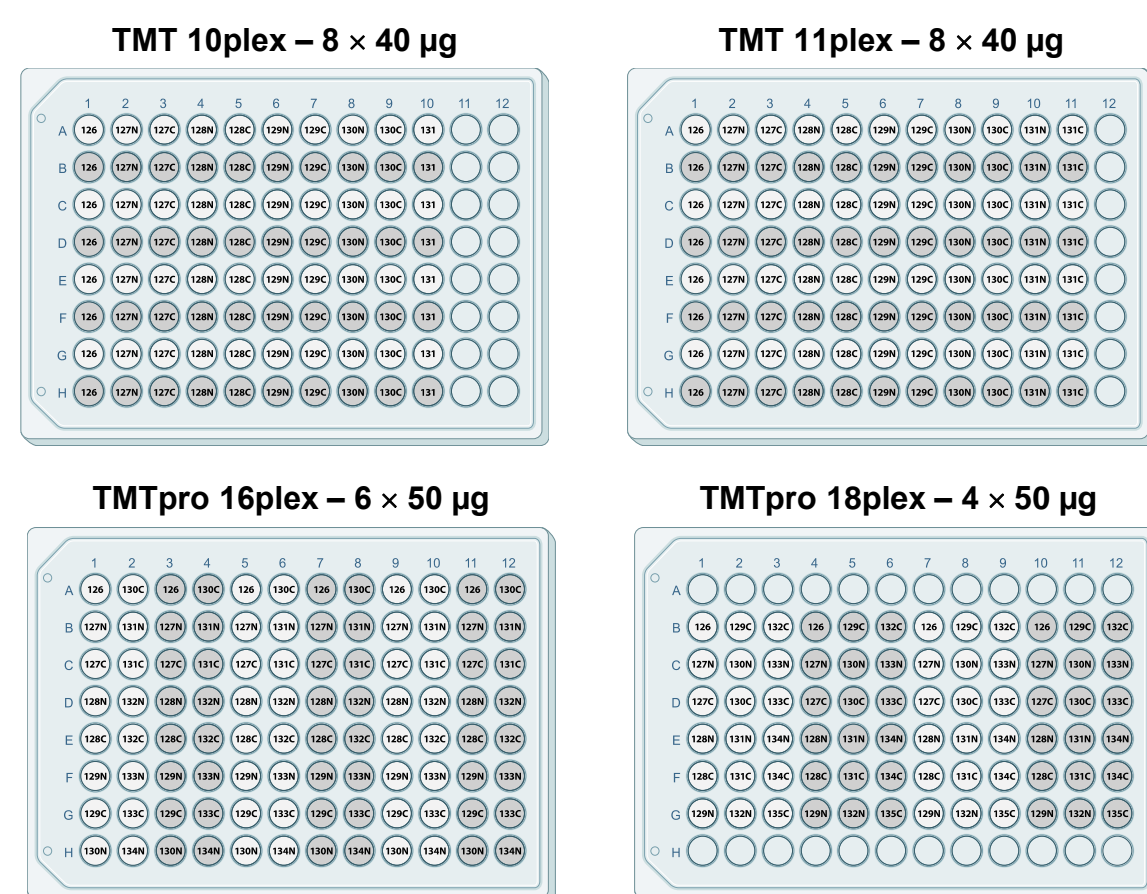 TMT 10plex – 8 × 40 µg
1 2 3 4 5 6 7 8 9 10 11 12
A 126 127N 127C 128N 128C 129N 129C 130N 130C 131
B 126 127N 127C 128N 128C 129N 129C 130N 130C 131
C 126 127N 127C 128N 128C 129N 129C 130N 130C 131
D 126 127N 127C 128N 128C 129N 129C 130N 130C 131
E 126 127N 127C 128N 128C 129N 129C 130N 130C 131
F 126 127N 127C 128N 128C 129N 129C 130N 130C 131
G 126 127N 127C 128N 128C 129N 129C 130N 130C 131
H 126 127N 127C 128N 128C 129N 129C 130N 130C 131
TMT 11plex – 8 × 40 µg
1 2 3 4 5 6 7 8 9 10 11 12
A 126 127N 127C 128N 128C 129N 129C 130N 130C 131N 131C
B 126 127N 127C 128N 128C 129N 129C 130N 130C 131N 131C
C 126 127N 127C 128N 128C 129N 129C 130N 130C 131N 131C
D 126 127N 127C 128N 128C 129N 129C 130N 130C 131N 131C
E 126 127N 127C 128N 128C 129N 129C 130N 130C 131N 131C
F 126 127N 127C 128N 128C 129N 129C 130N 130C 131N 131C
G 126 127N 127C 128N 128C 129N 129C 130N 130C 131N 131C
H 126 127N 127C 128N 128C 129N 129C 130N 130C 131N 131C
TMTpro 16plex – 6 × 50 µg
1 2 3 4 5 6 7 8 9 10 11 12
A 126 130C 126 130C 126 130C 126 130C 126 130C 126 130C
B 127N 131N 127N 131N 127N 131N 127N 131N 127N 131N 127N 131N
C 127C 131C 127C 131C 127C 131C 127C 131C 127C 131C 127C 131C
D 128N 132N 128N 132N 128N 132N 128N 132N 128N 132N 128N 132N
E 128C 132C 128C 132C 128C 132C 128C 132C 128C 132C 128C 132C
F 129N 133N 129N 133N 129N 133N 129N 133N 129N 133N 129N 133N
G 129C 133C 129C 133C 129C 133C 129C 133C 129C 133C 129C 133C
H 130N 134N 130N 134N 130N 134N 130N 134N 130N 134N 130N 134N
TMTpro 18plex – 4 × 50 µg
1 2 3 4 5 6 7 8 9 10 11 12
A
B 126 129C 132C 126 129C 132C 126 129C 132C 126 129C 132C
C 127N 130N 133N 127N 130N 133N 127N 130N 133N 127N 130N 133N
D 127C 130C 133C 127C 130C 133C 127C 130C 133C 127C 130C 133C
E 128N 131N 134N 128N 131N 134N 128N 131N 134N 128N 131N 134N
F 128C 131C 134C 128C 131C 134C 128C 131C 134C 128C 131C 134C
G 129N 132N 135C 129N 132N 135C 129N 132N 135C 129N 132N 135C
H